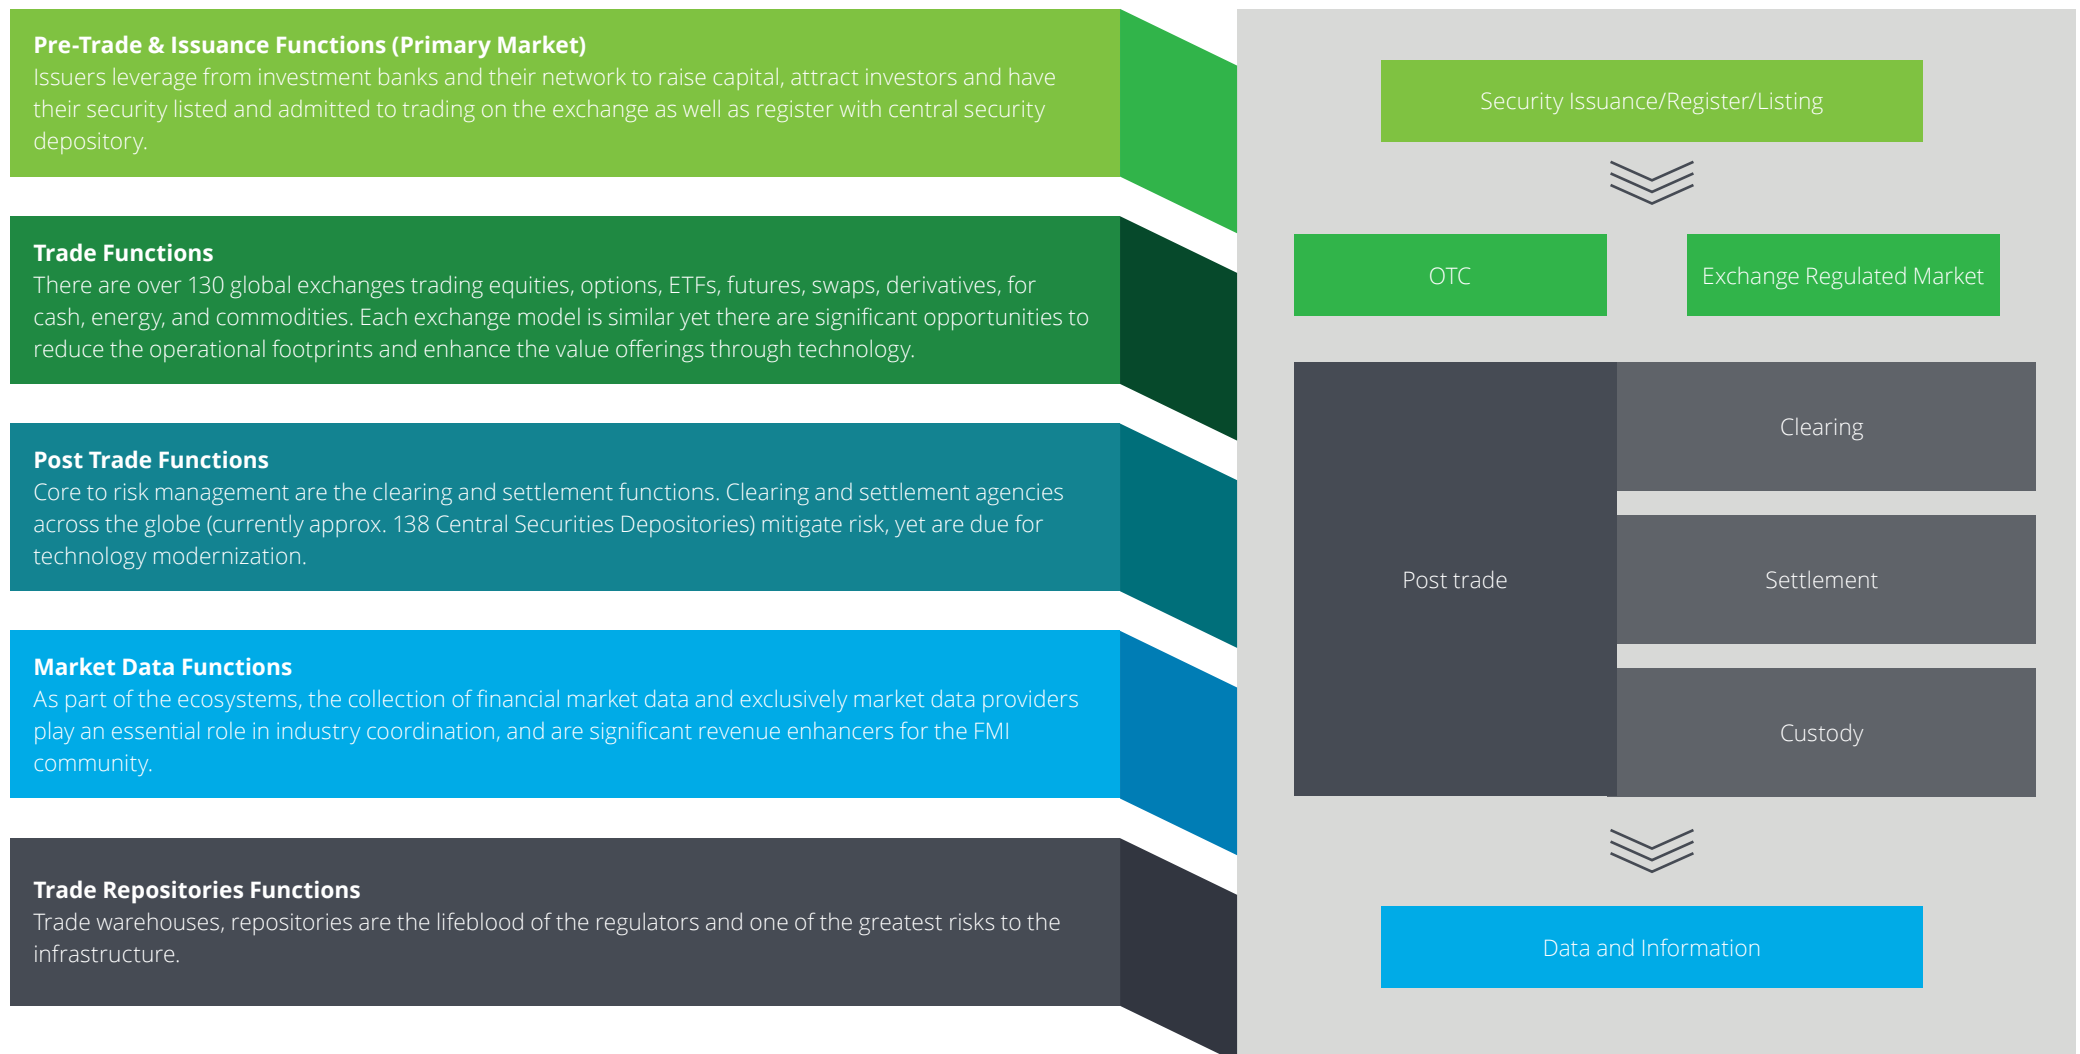 Pre-Trade & Issuance Functions (Primary Market)
Issuers leverage from investment banks and their network to raise capital, attract investors and have
their security listed and admitted to trading on the exchange as well as register with central security
depository.
Trade Functions
There are over 130 global exchanges trading equities, options, ETFs, futures, swaps, derivatives, for
cash, energy, and commodities. Each exchange model is similar yet there are significant opportunities to
reduce the operational footprints and enhance the value offerings through technology.
Post Trade Functions
Core to risk management are the clearing and settlement functions. Clearing and settlement agencies
across the globe (currently approx. 138 Central Securities Depositories) mitigate risk, yet are due for
technology modernization.
Market Data Functions
As part of the ecosystems, the collection of financial market data and exclusively market data providers
play an essential role in industry coordination, and are significant revenue enhancers for the FMI
community.
Trade Repositories Functions
Trade warehouses, repositories are the lifeblood of the regulators and one of the greatest risks to the
infrastructure.
Security Issuance/Register/Listing
OTC
Exchange Regulated Market
Post trade
Clearing
Settlement
Custody
Data and Information